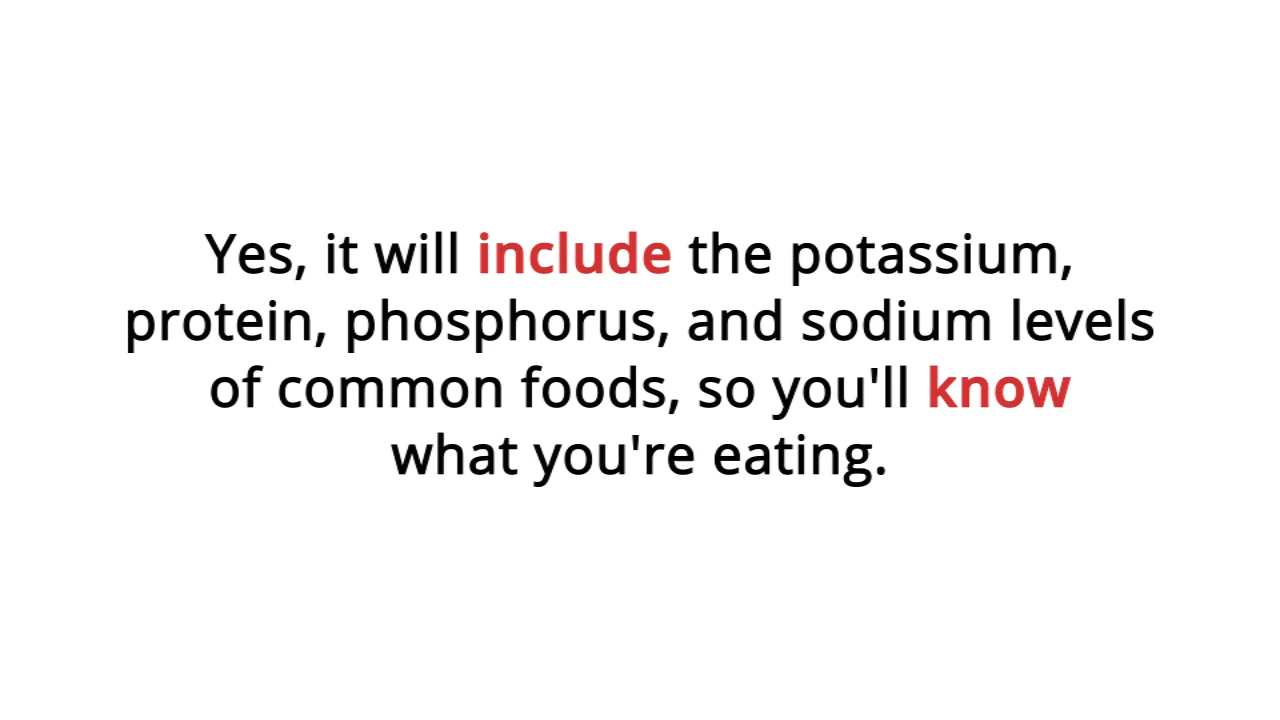 Yes, it will include the potassium,
protein, phosphorus, and sodium levels
of common foods, so you'll know
what you're eating.